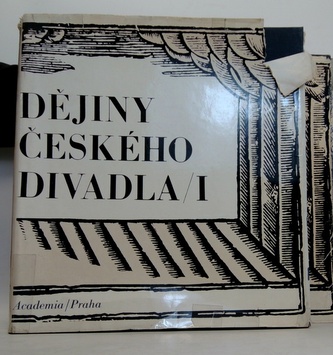 DĚJINY
ČESKÉHO
DIVADLA/I
Academia/Praha